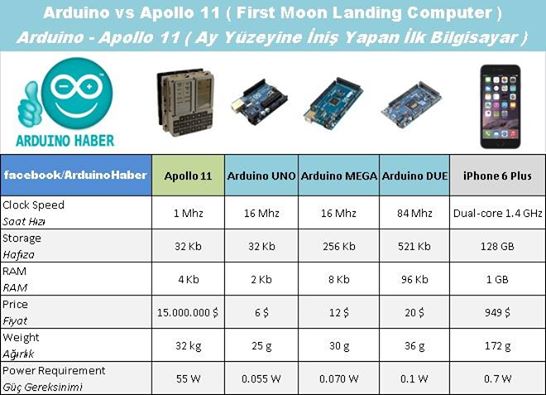 Arduino vs Apollo 11 ( First Moon Landing Computer )
Arduino - Apollo 11 ( Ay Yüzeyine İniş Yapan İlk Bilgisayar )
ARDUINO HABER
facebook/ArduinoHaber Apollo 11 Arduino UNO Arduino MEGA Arduino DUE iPhone 6 Plus
Clock Speed
Saat Hızı 1 Mhz 16 Mhz 16 Mhz 84 Mhz Dual-core 1.4 GHz
Storage
Hafıza 32 Kb 32 Kb 256 Kb 521 Kb 128 GB
RAM
RAM 4 Kb 2 Kb 8 Kb 96 Kb 1 GB
Price
Fiyat 15.000.000 $ 6 $ 12 $ 20 $ 949 $
Weight
Ağırlık 32 kg 25 g 30 g 36 g 172 g
Power Requirement
Güç Gereksinimi 55 W 0.055 W 0.070 W 0.1 W 0.7 W